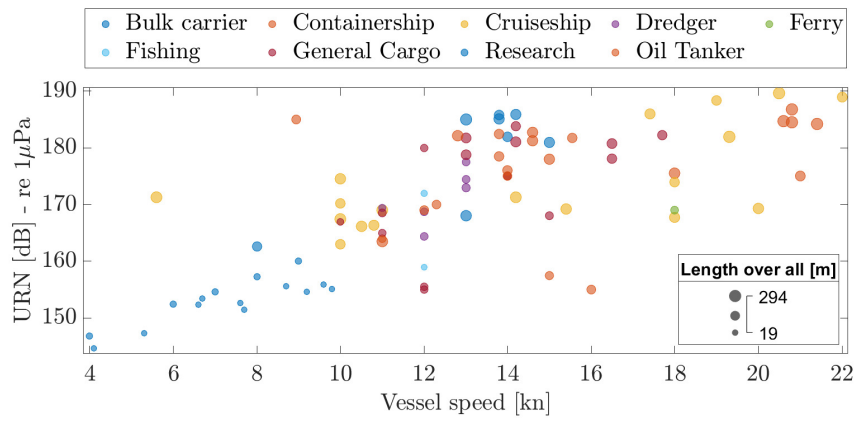 Bulk carrier Containership Cruiseship Dredger Ferry
Fishing General Cargo Research Oil Tanker
190
180
170
160
150
URN [dB] - re 1μPa
Length over all [m]
294
19
4 6 8 10 12 14 16 18 20 22
Vessel speed [kn]